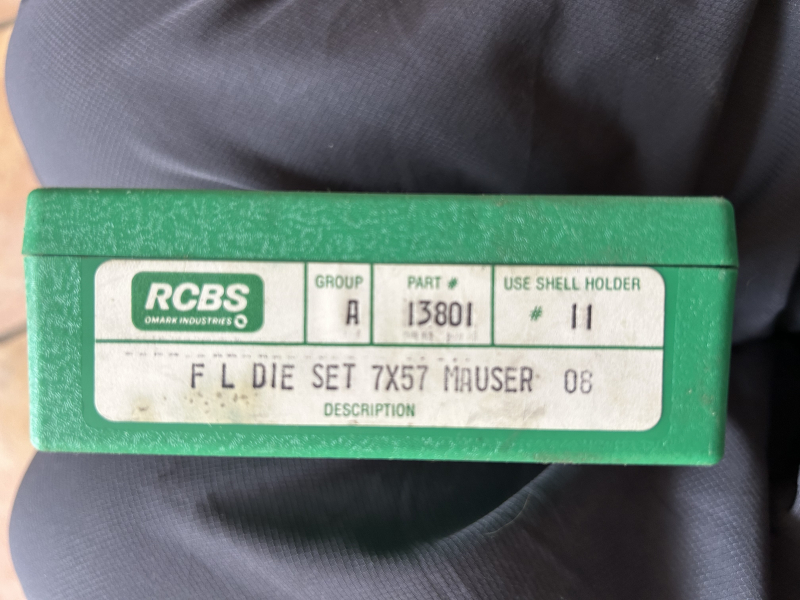 RCBS
OMARK INDUSTRIES
GROUP
A
PART #
13801
USE SHELL HOLDER
# 11
F L DIE SET 7X57 MAUSER 08
DESCRIPTION